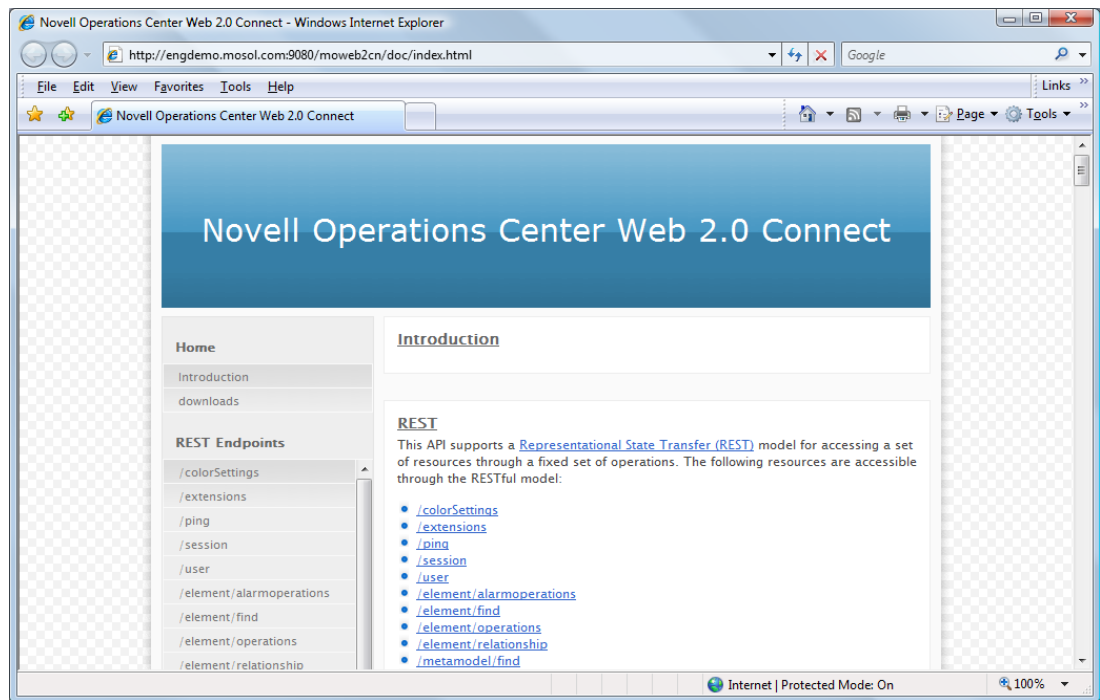 Novell Operations Center Web 2.0 Connect - Windows Internet Explorer
http://engdemo.mosol.com:9080/moweb2cn/doc/index.html
Google
File Edit View Favorites Tools Help
Links
Novell Operations Center Web 2.0 Connect
Page
Tools
Novell Operations Center Web 2.0 Connect
Home
Introduction
downloads
REST Endpoints
/colorSettings
/extensions
/ping
/session
/user
/element/alarmoperations
/element/find
/element/operations
/element/relationship
Introduction
REST
This API supports a Representational State Transfer (REST) model for accessing a set
of resources through a fixed set of operations. The following resources are accessible
through the RESTful model:
/colorSettings
/extensions
/ping
/session
/user
/element/alarmoperations
/element/find
/element/operations
/element/relationship
/metamodel/find
Internet | Protected Mode: On
100%